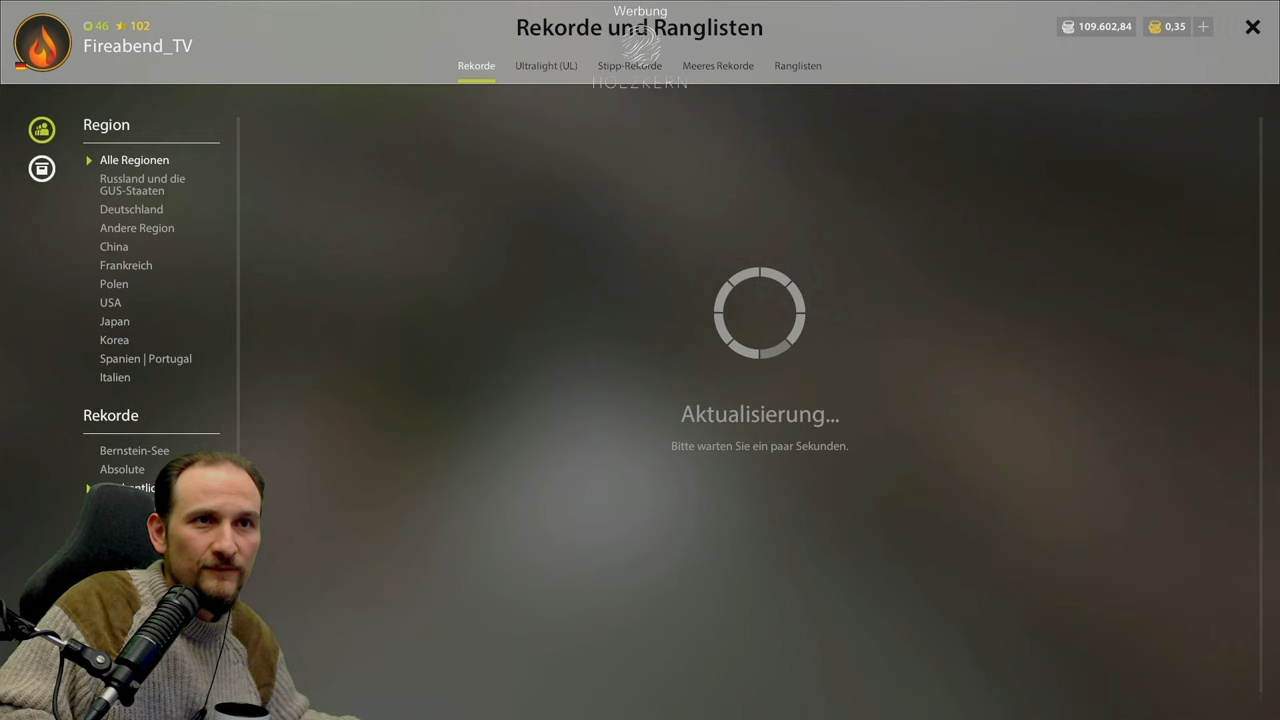 Werbung
46 102
Fireabend_TV
Rekorde und Ranglisten
109.602,84
0,35
HOLZKERN
Rekorde
Ultralight (UL)
Stipp-Rekorde
Meeres Rekorde
Ranglisten
Region
Alle Regionen
Russland und die
GUS-Staaten
Deutschland
Andere Region
China
Frankreich
Polen
USA
Japan
Korea
Spanien | Portugal
Italien
Rekorde
Bernstein-See
Absolute
Aktualisierung...
Bitte warten Sie ein paar Sekunden.